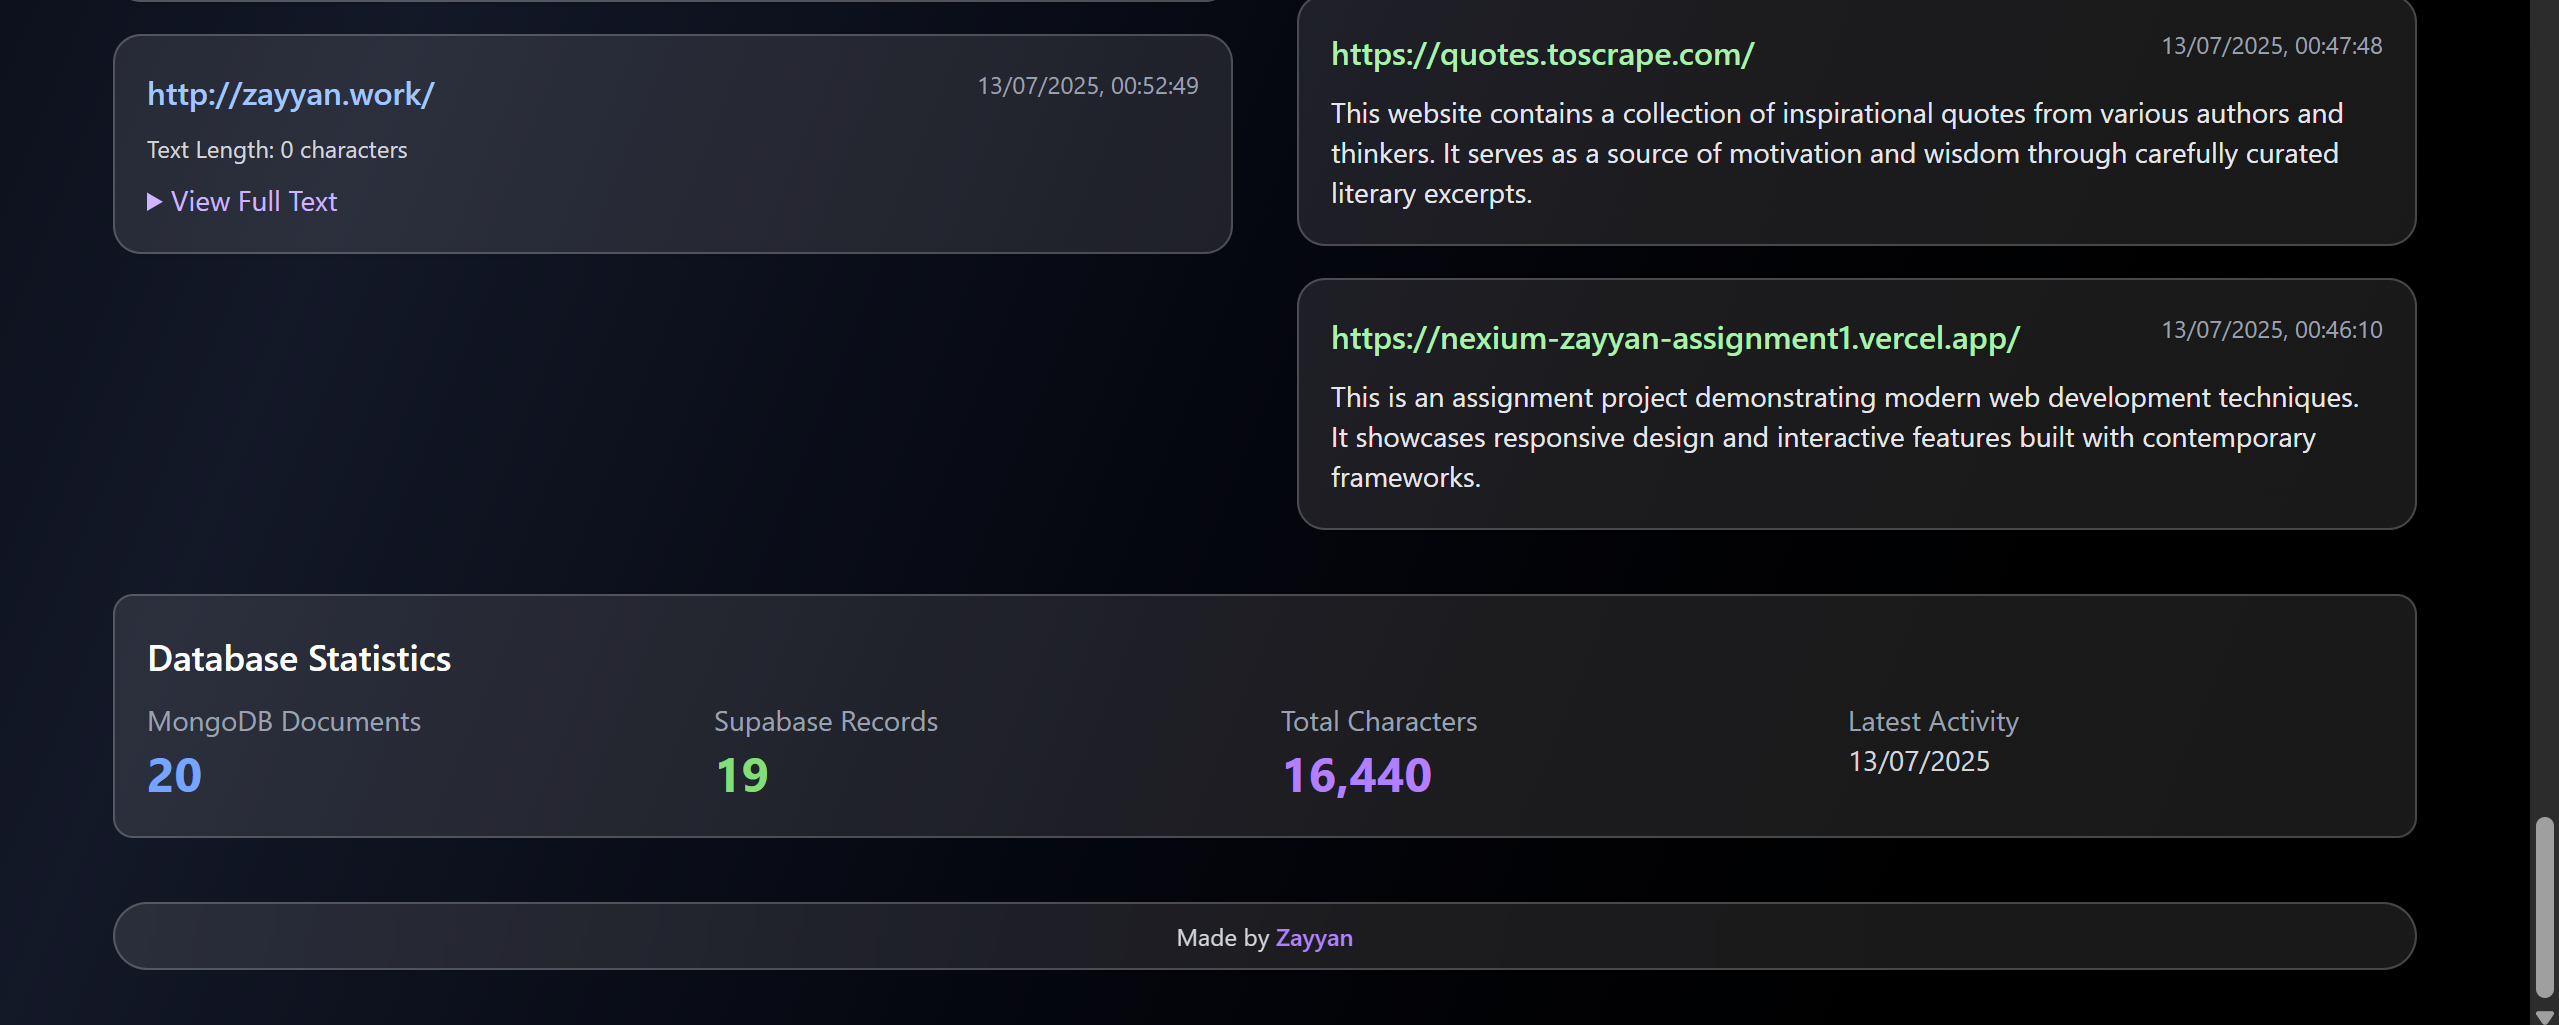 http://zayyan.work/
13/07/2025, 00:52:49
Text Length: 0 characters
▶ View Full Text
https://quotes.toscrape.com/
13/07/2025, 00:47:48
This website contains a collection of inspirational quotes from various authors and
thinkers. It serves as a source of motivation and wisdom through carefully curated
literary excerpts.
https://nexium-zayyan-assignment1.vercel.app/
13/07/2025, 00:46:10
This is an assignment project demonstrating modern web development techniques.
It showcases responsive design and interactive features built with contemporary
frameworks.
Database Statistics
MongoDB Documents
20
Supabase Records
19
Total Characters
16,440
Latest Activity
13/07/2025
Made by Zayyan